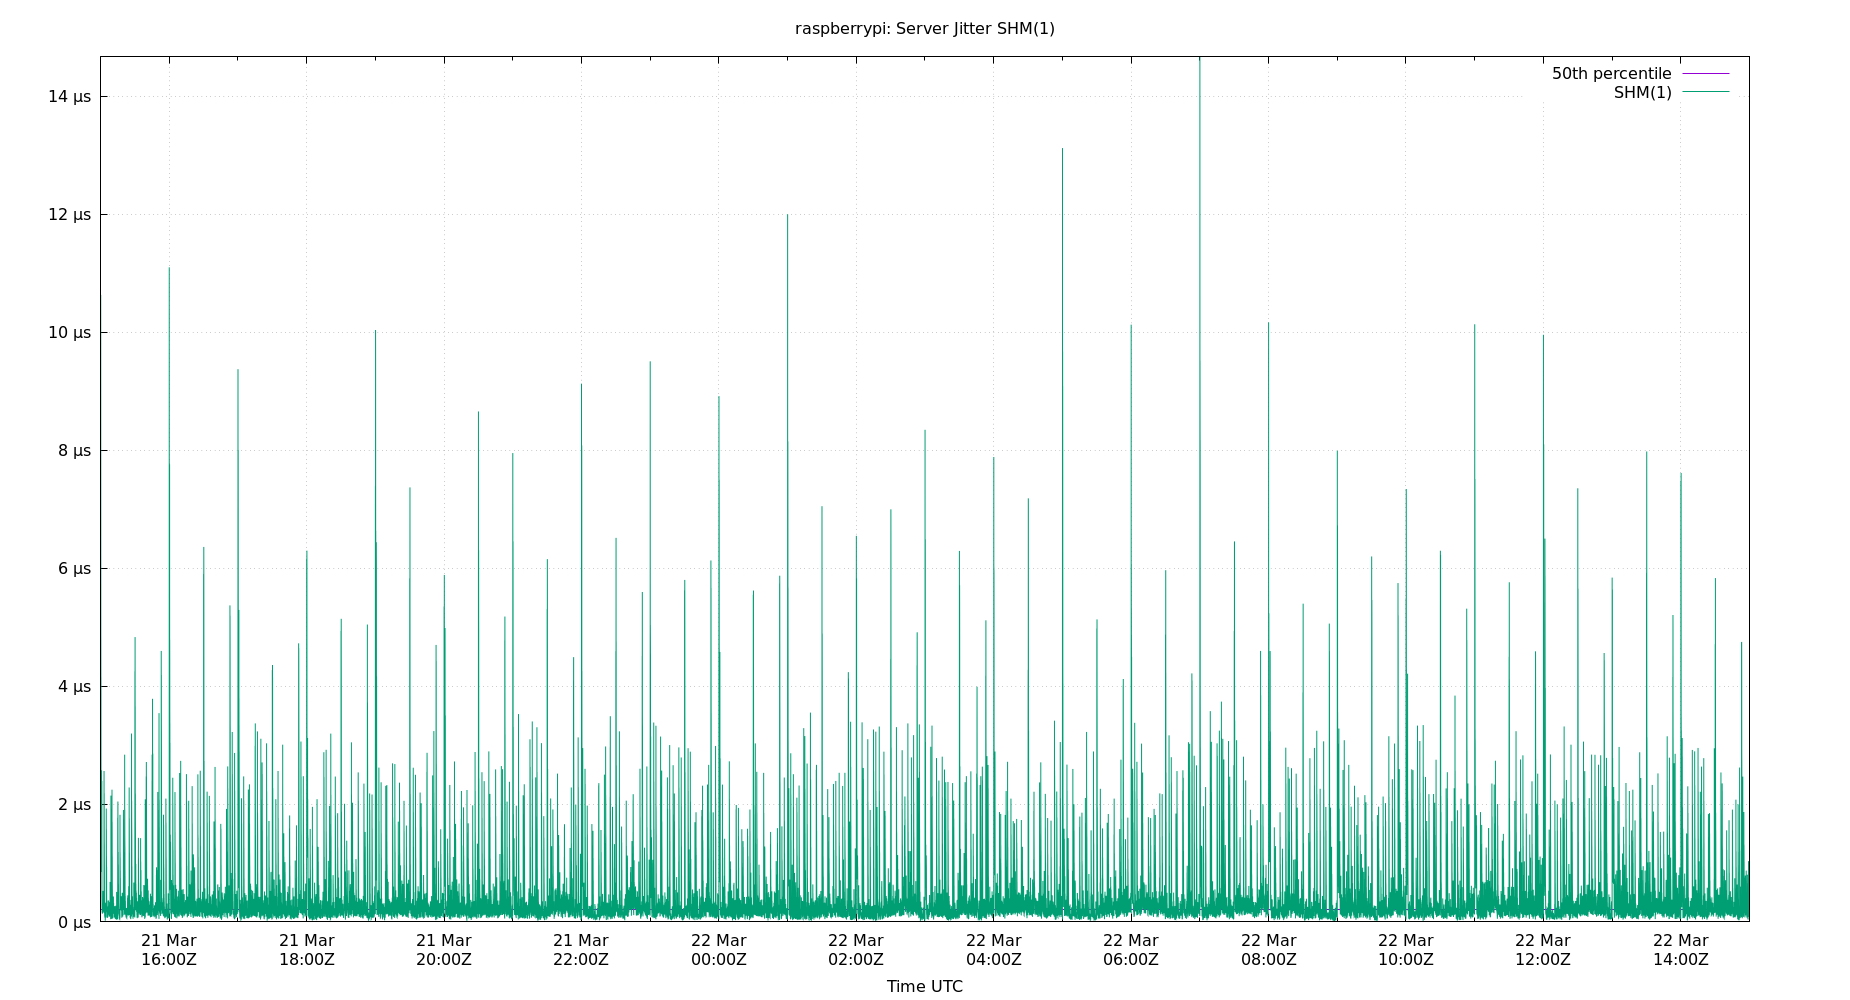 raspberrypi: Server Jitter SHM(1)
50th percentile
SHM(1)
14 µs
12 µs
10 µs
8 µs
6 µs
4 µs
2 µs
0 µs
21 Mar 21 Mar 21 Mar 21 Mar 22 Mar 22 Mar 22 Mar 22 Mar 22 Mar 22 Mar 22 Mar 22 Mar
16:00Z 18:00Z 20:00Z 22:00Z 00:00Z 02:00Z 04:00Z 06:00Z 08:00Z 10:00Z 12:00Z 14:00Z
Time UTC